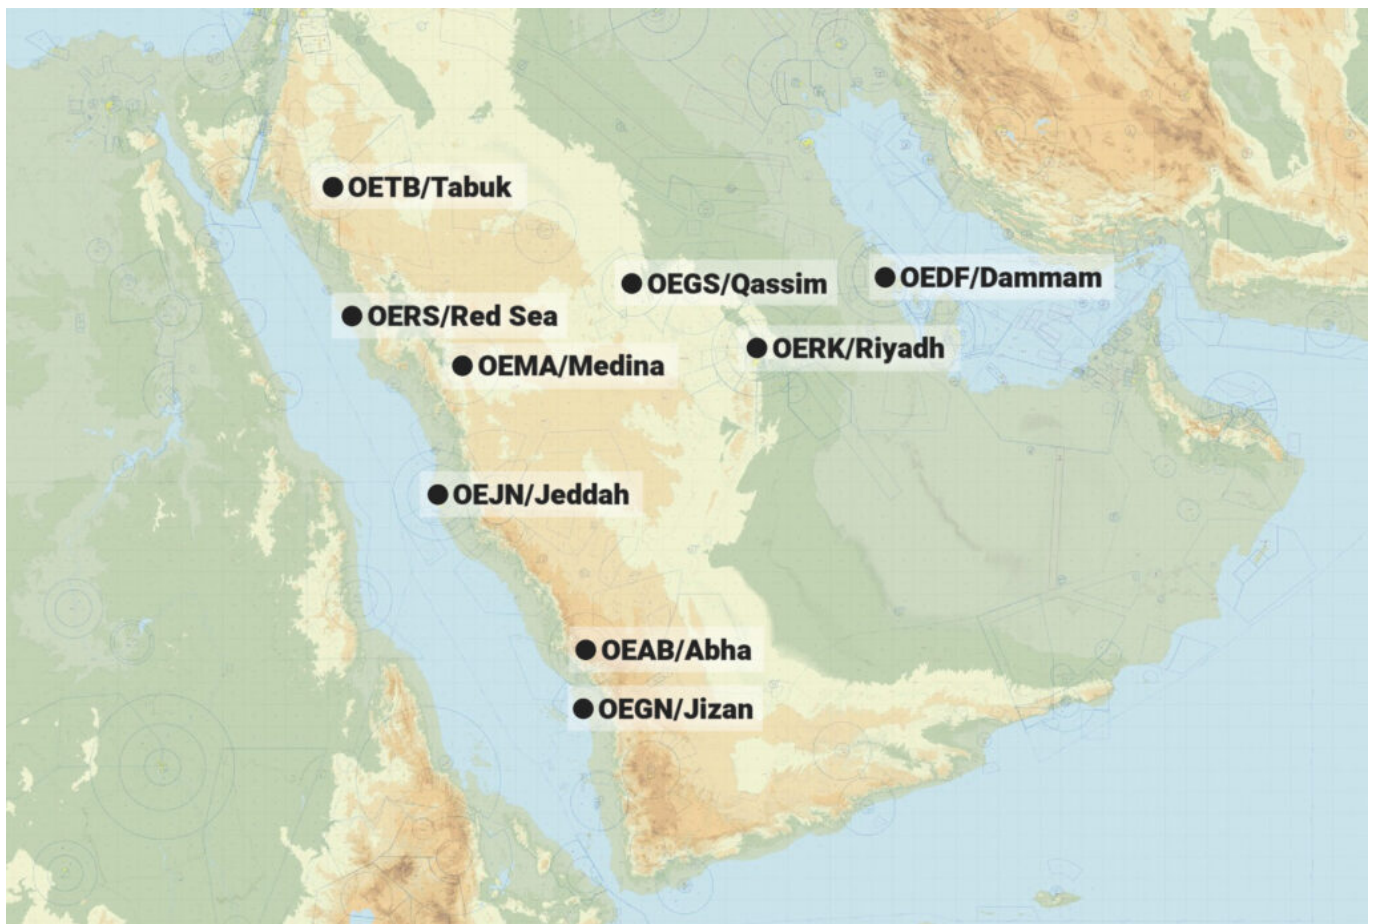 OETB/Tabuk
OEGS/Qassim
OEDF/Dammam
OERS/Red Sea
OERK/Riyadh
OEMA/Medina
OEJN/Jeddah
OEAB/Abha
OEGN/Jizan